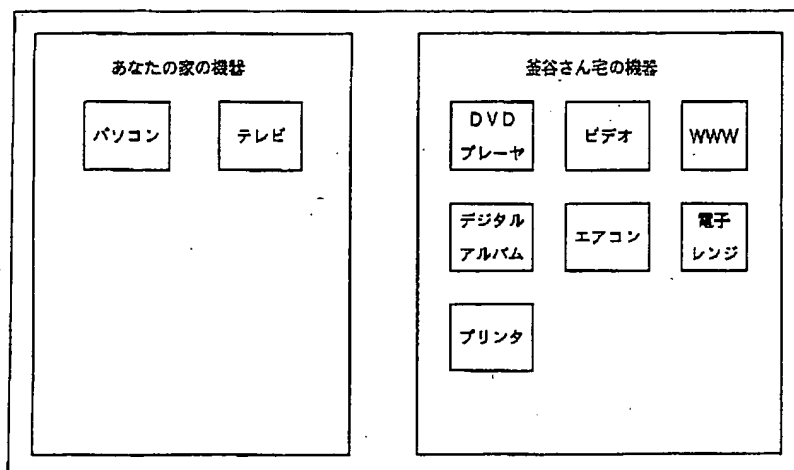 あなたの家の機器
パソコン
テレビ
釜谷さん宅の機器
DVD
プレーヤ
ビデオ
WWW
デジタル
アルバム
エアコン
電子
レンジ
プリンタ